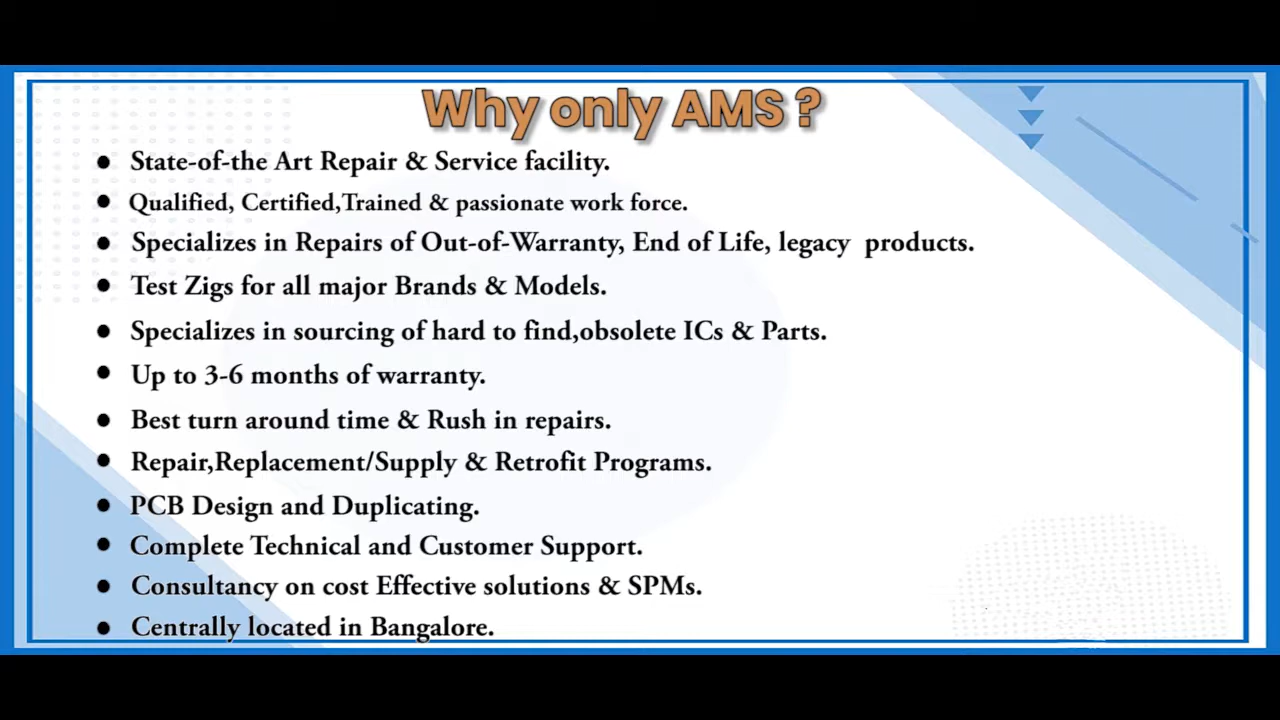 Why only AMS ?
State-of-the Art Repair & Service facility.
Qualified, Certified,Trained & passionate work force.
Specializes in Repairs of Out-of-Warranty, End of Life, legacy products.
Test Zigs for all major Brands & Models.
Specializes in sourcing of hard to find,obsolete ICs & Parts.
Up to 3-6 months of warranty.
Best turn around time & Rush in repairs.
Repair,Replacement/Supply & Retrofit Programs.
PCB Design and Duplicating.
Complete Technical and Customer Support.
Consultancy on cost Effective solutions & SPMs.
Centrally located in Bangalore.